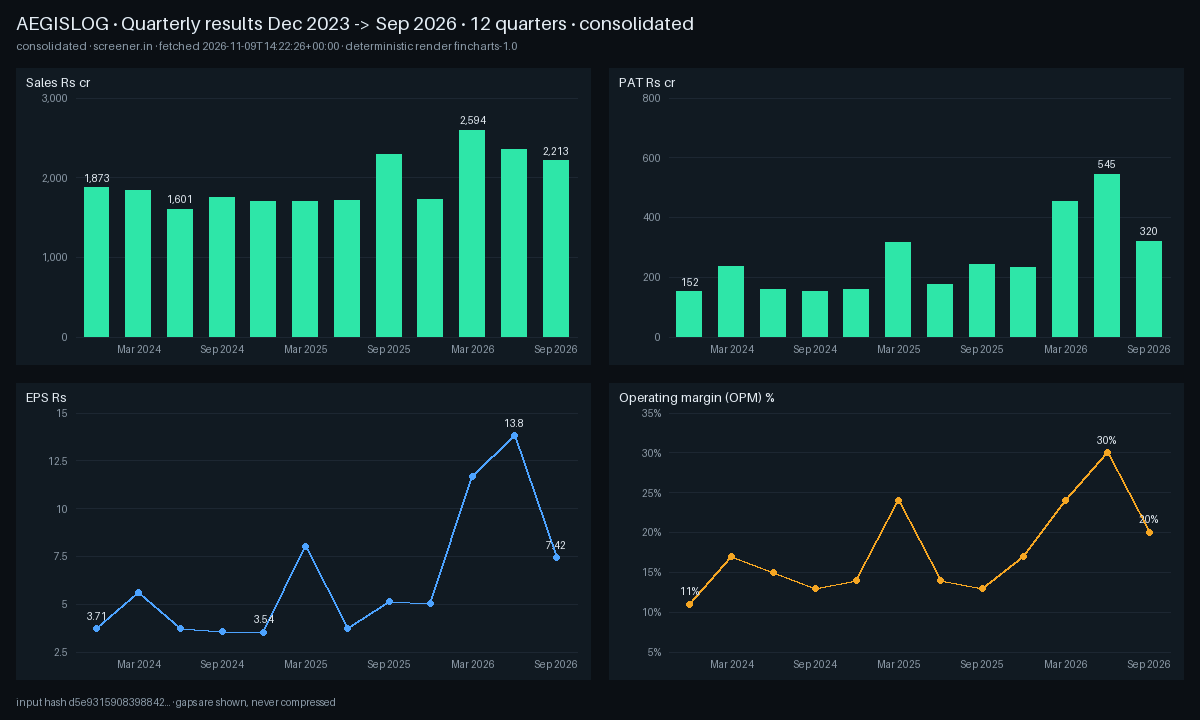 AEGISLOG · Quarterly results Dec 2023 -> Sep 2026 · 12 quarters · consolidated
consolidated · screener.in · fetched 2026-11-09T14:22:26+00:00 · deterministic render fincharts-1.0
Sales Rs cr
3,000
2,000
1,000
0
1,873
1,601
2,594
2,213
Mar 2024
Sep 2024
Mar 2025
Sep 2025
Mar 2026
Sep 2026
PAT Rs cr
800
600
400
200
0
152
545
320
Mar 2024
Sep 2024
Mar 2025
Sep 2025
Mar 2026
Sep 2026
EPS Rs
15
12.5
10
7.5
5
2.5
3.71
3.54
13.8
7.42
Mar 2024
Sep 2024
Mar 2025
Sep 2025
Mar 2026
Sep 2026
Operating margin (OPM) %
35%
30%
25%
20%
15%
10%
5%
11%
30%
20%
Mar 2024
Sep 2024
Mar 2025
Sep 2025
Mar 2026
Sep 2026
input hash d5e9315908398842… · gaps are shown, never compressed